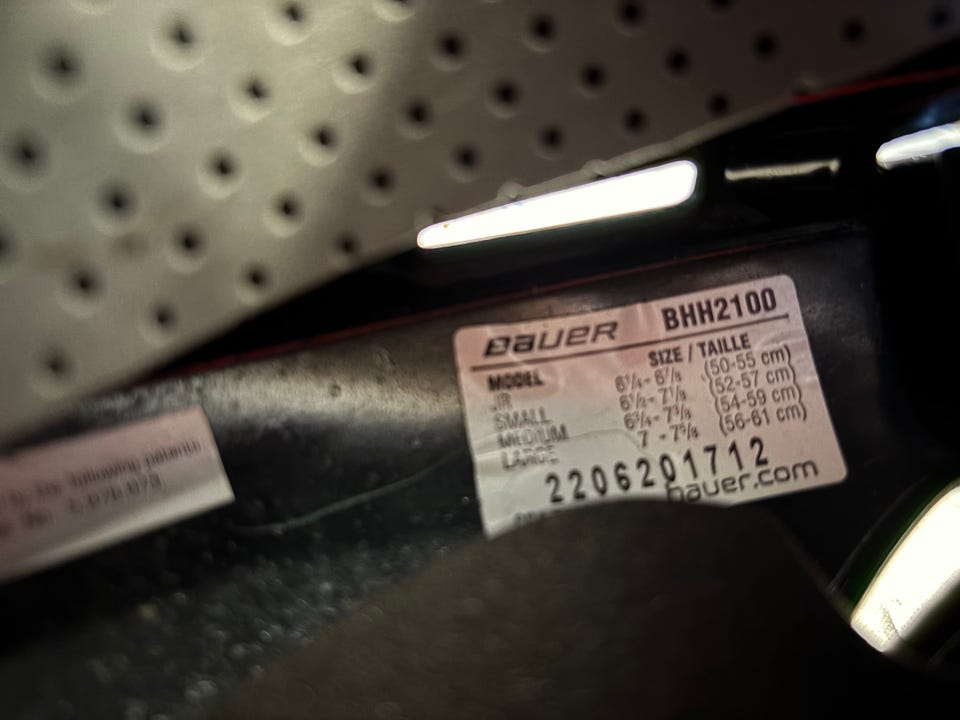 BAUER BHH2100
MODEL SIZE / TAILLE
JR 6¼ - 6⅞ (50-55 cm)
SMALL 6½ - 7⅛ (52-57 cm)
MEDIUM 6¾ - 7⅜ (54-59 cm)
LARGE 7 - 7⅝ (56-61 cm)
2206201712
bauer.com
following patents